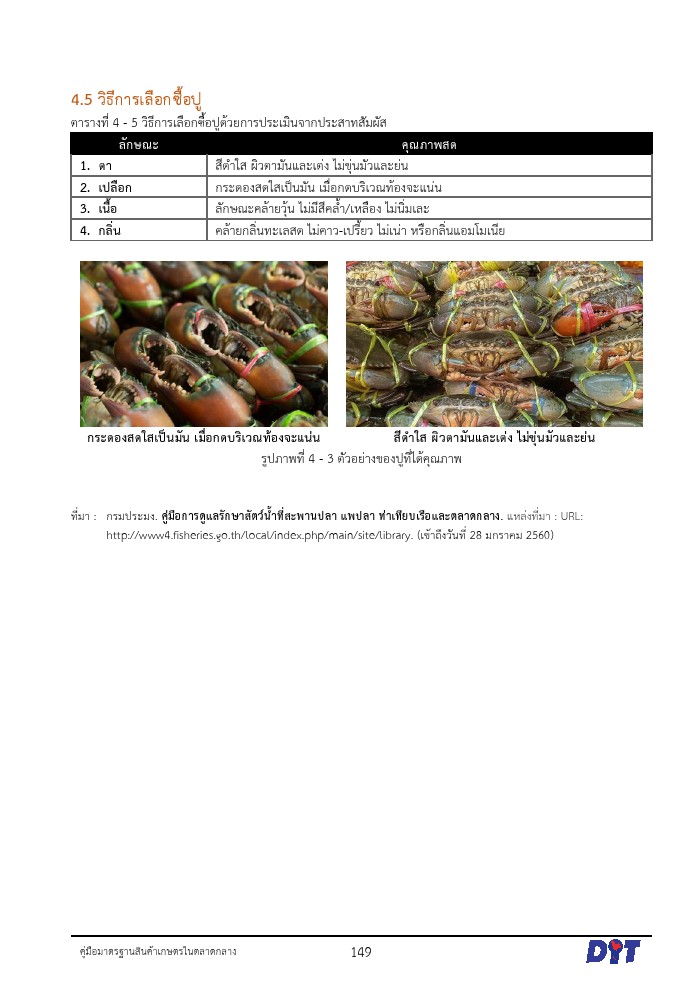 4.5 วิธีการเลือกซื้อปู
ตารางที่ 4 - 5 วิธีการเลือกซื้อปูด้วยการประเมินจากประสาทสัมผัส
ลักษณะ คุณภาพสด
1. ตา สีดำใส ผิวตามันและเต่ง ไม่ขุ่นมัวและย่น
2. เปลือก กระดองสดใสเป็นมัน เมื่อกดบริเวณท้องจะแน่น
3. เนื้อ ลักษณะคล้ายวุ้น ไม่มีสีคล้ำ/เหลือง ไม่นิ่มเละ
4. กลิ่น คล้ายกลิ่นทะเลสด ไม่คาว-เปรี้ยว ไม่เน่า หรือกลิ่นแอมโมเนีย
กระดองสดใสเป็นมัน เมื่อกดบริเวณท้องจะแน่น สีดำใส ผิวตามันและเต่ง ไม่ขุ่นมัวและย่น
รูปภาพที่ 4 - 3 ตัวอย่างของปูที่ได้คุณภาพ
ที่มา : กรมประมง. คู่มือการดูแลรักษาสัตว์น้ำที่สะพานปลา แพปลา ท่าเทียบเรือและตลาดกลาง. แหล่งที่มา : URL:
http://www4.fisheries.go.th/local/index.php/main/site/library. (เข้าถึงวันที่ 28 มกราคม 2560)
คู่มือมาตรฐานสินค้าเกษตรในตลาดกลาง 149 DIT